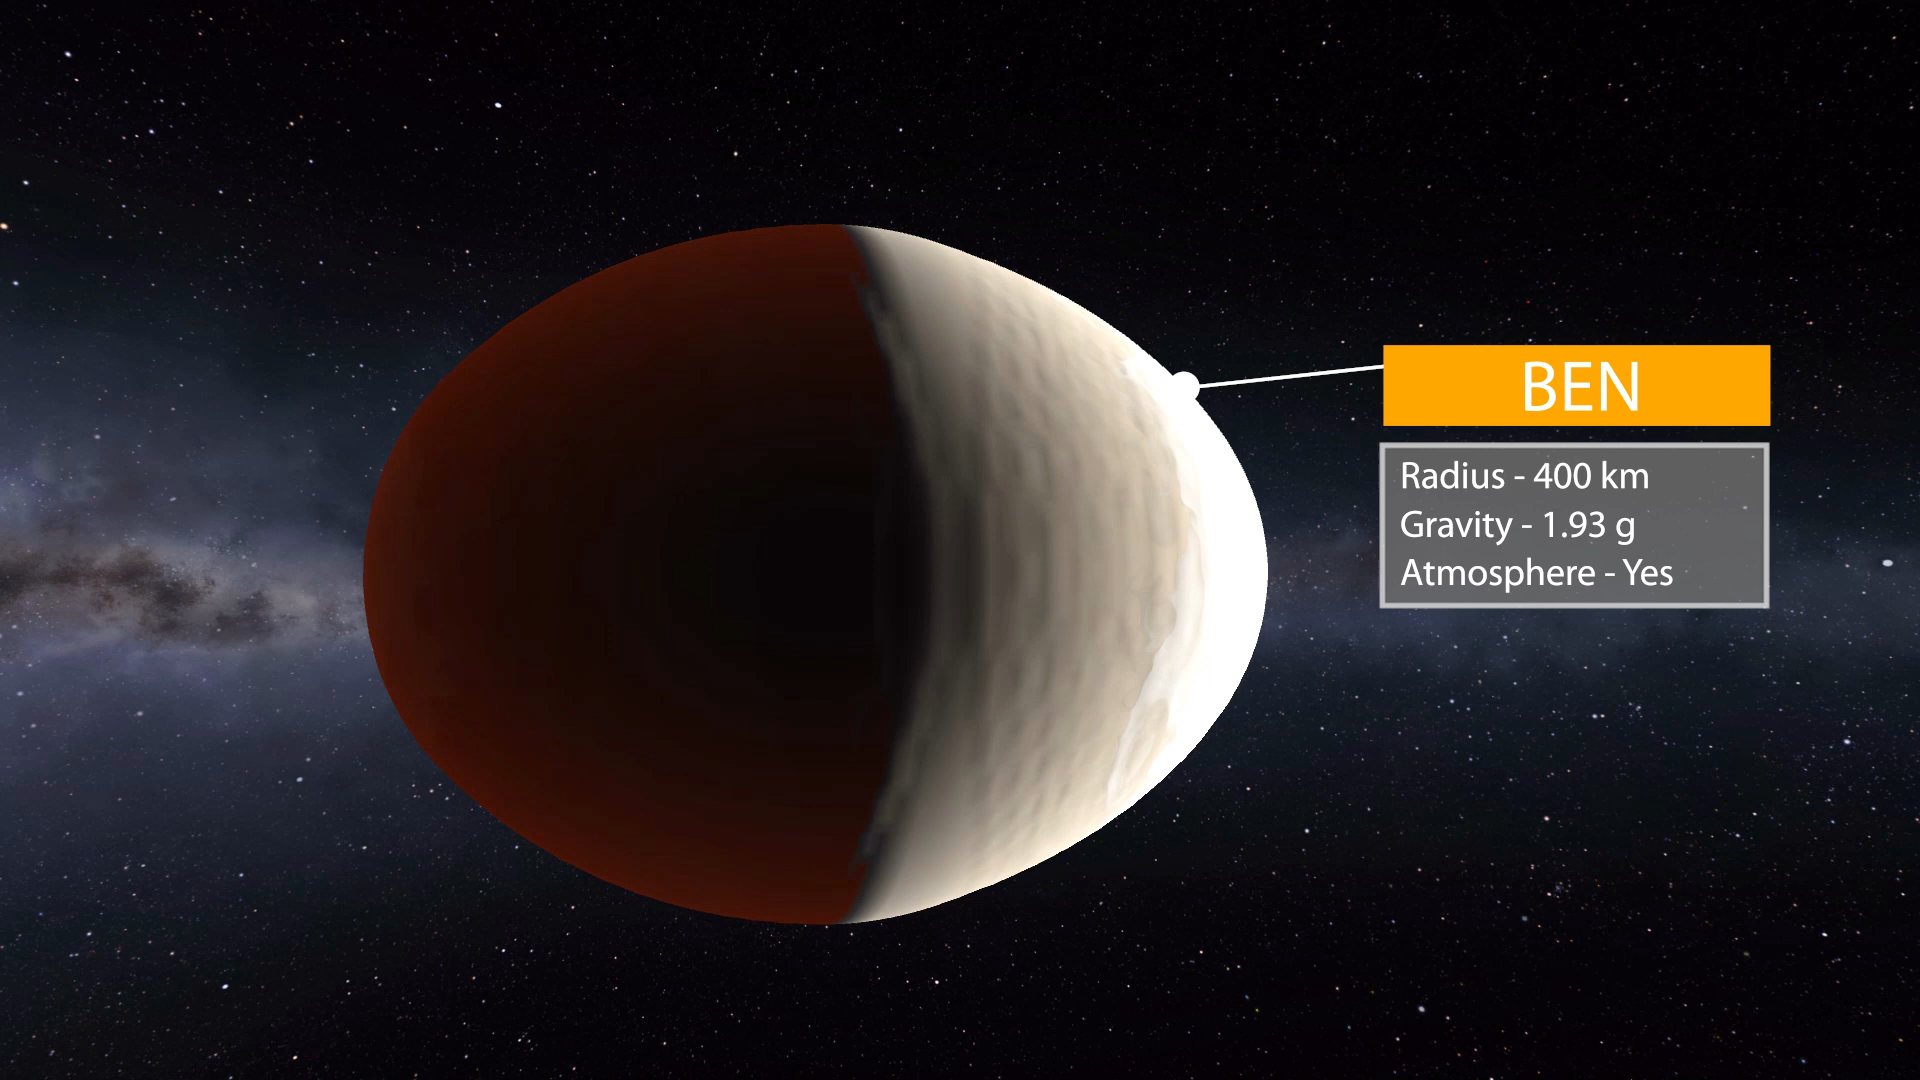 BEN
Radius - 400 km
Gravity - 1.93 g
Atmosphere - Yes